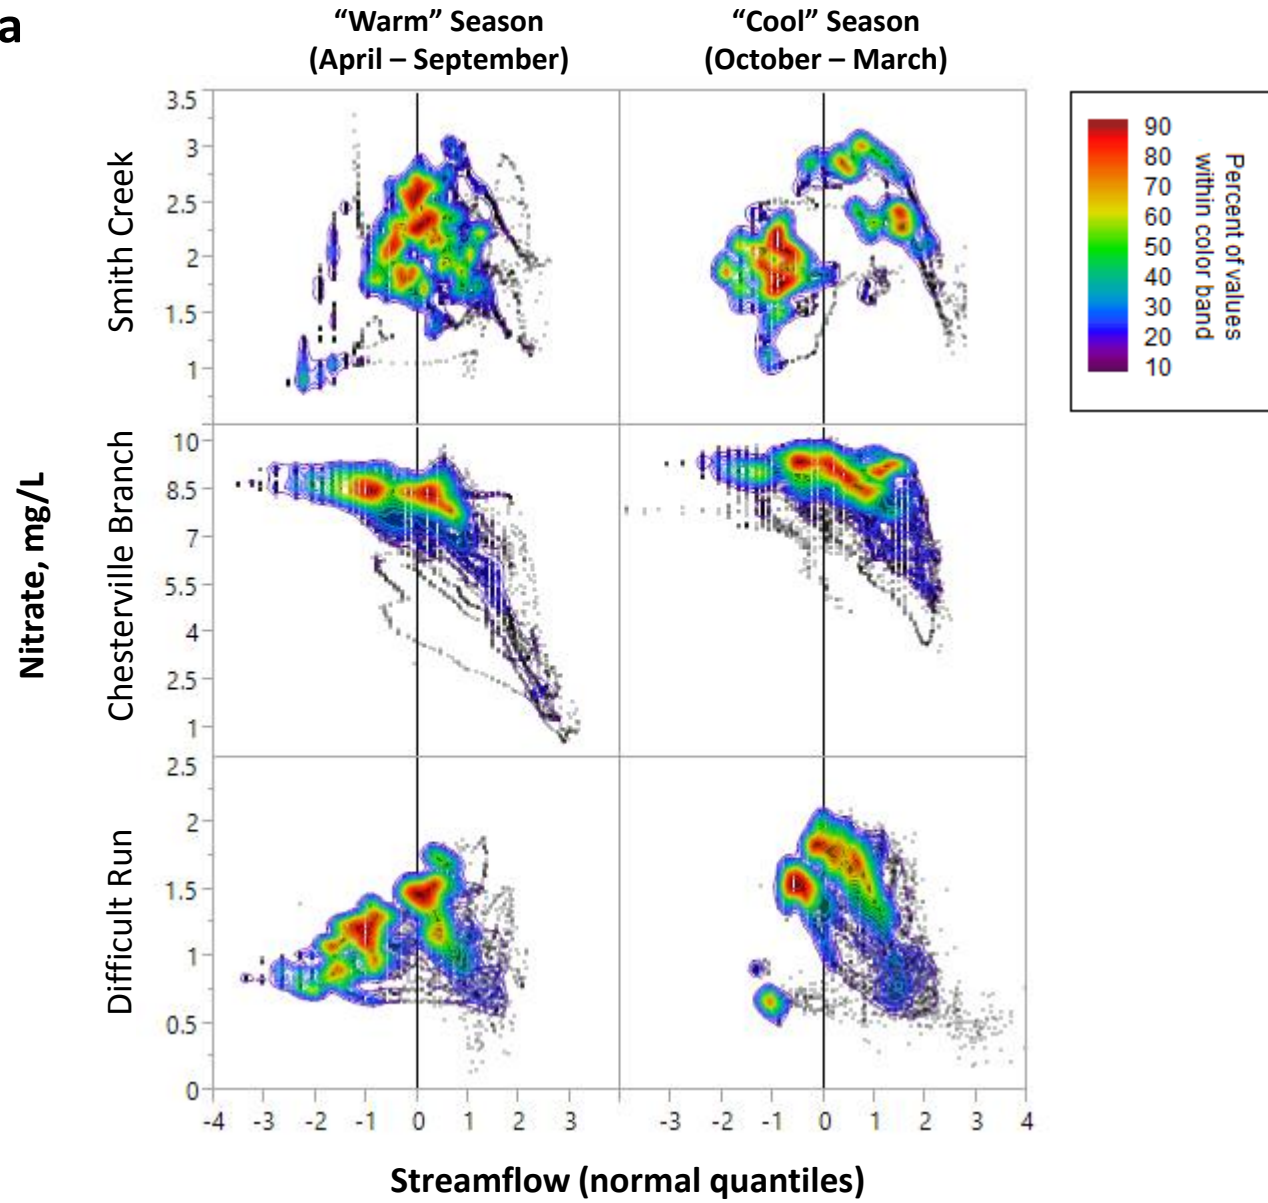 a
“Warm” Season
(April – September)
“Cool” Season
(October – March)
Nitrate, mg/L
Smith Creek
3.5
3
2.5
2
1.5
1
Chesterville Branch
10
8.5
7
5.5
4
2.5
1
Difficult Run
2.5
2
1.5
1
0.5
0
-4 -3 -2 -1 0 1 2 3
-3 -2 -1 0 1 2 3 4
Streamflow (normal quantiles)
90
80
70
60
50
40
30
20
10
Percent of values
within color band